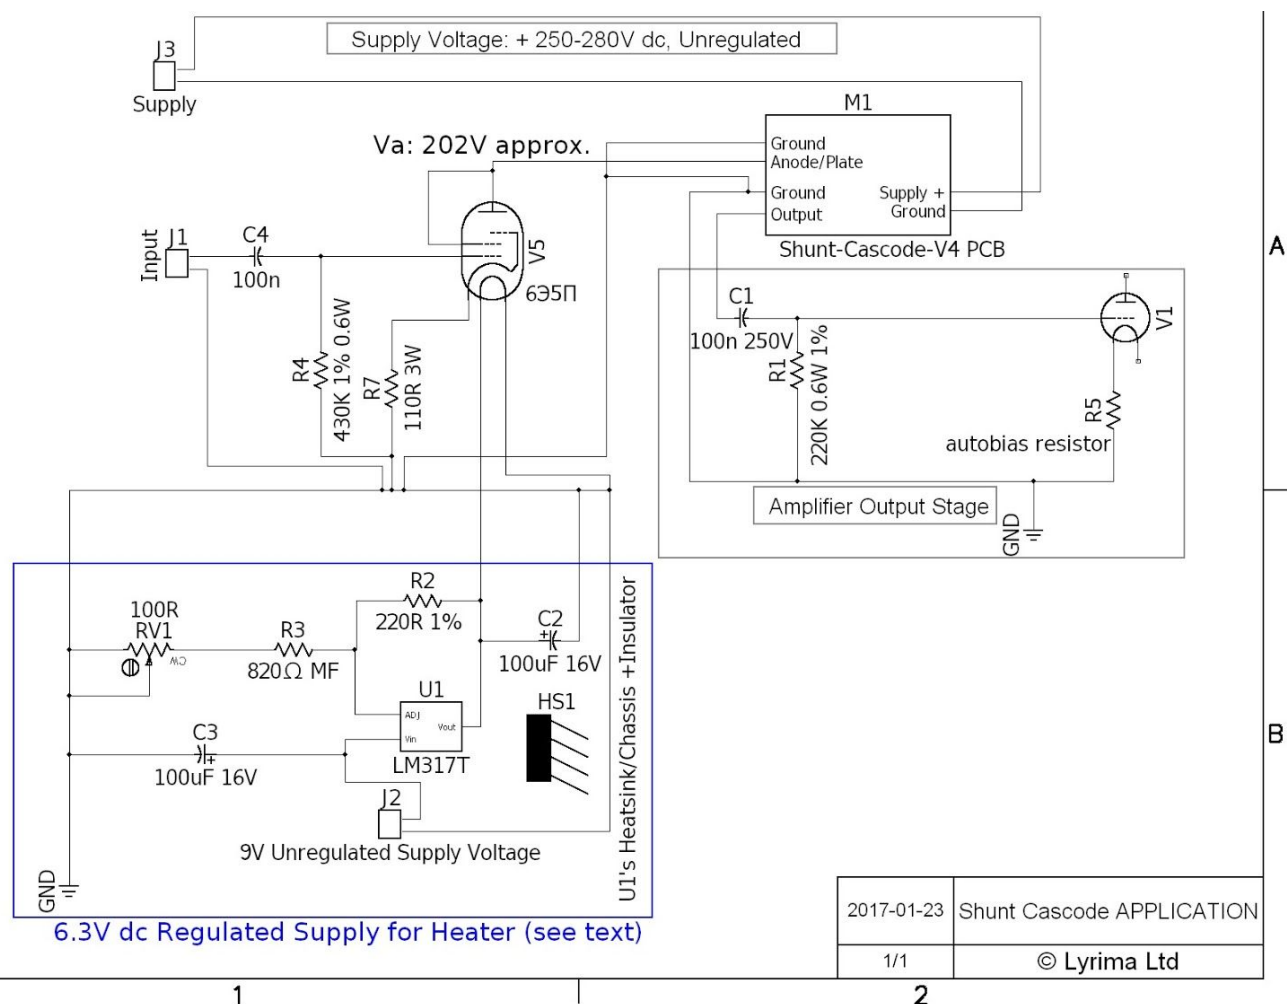 Supply Voltage: + 250-280V dc, Unregulated
J3
Supply
M1
Va: 202V approx.
Ground
Anode/Plate
Ground
Output
Supply +
Ground
Shunt-Cascode-V4 PCB
Input
J1
C4
100n
V5
6Э5П
R4
430K 1% 0.6W
R7
110R 3W
C1
100n 250V
R1
220K 0.6W 1%
V1
R5
autobias resistor
Amplifier Output Stage
GND
A
100R
RV1
CW
R3
820Ω MF
R2
220R 1%
C2
+
100uF 16V
U1
ADJ
Vin
Vout
LM317T
HS1
U1's Heatsink/Chassis +Insulator
C3
+
100uF 16V
J2
9V Unregulated Supply Voltage
GND
6.3V dc Regulated Supply for Heater (see text)
B
2017-01-23
Shunt Cascode APPLICATION
1/1
© Lyrima Ltd
1
2